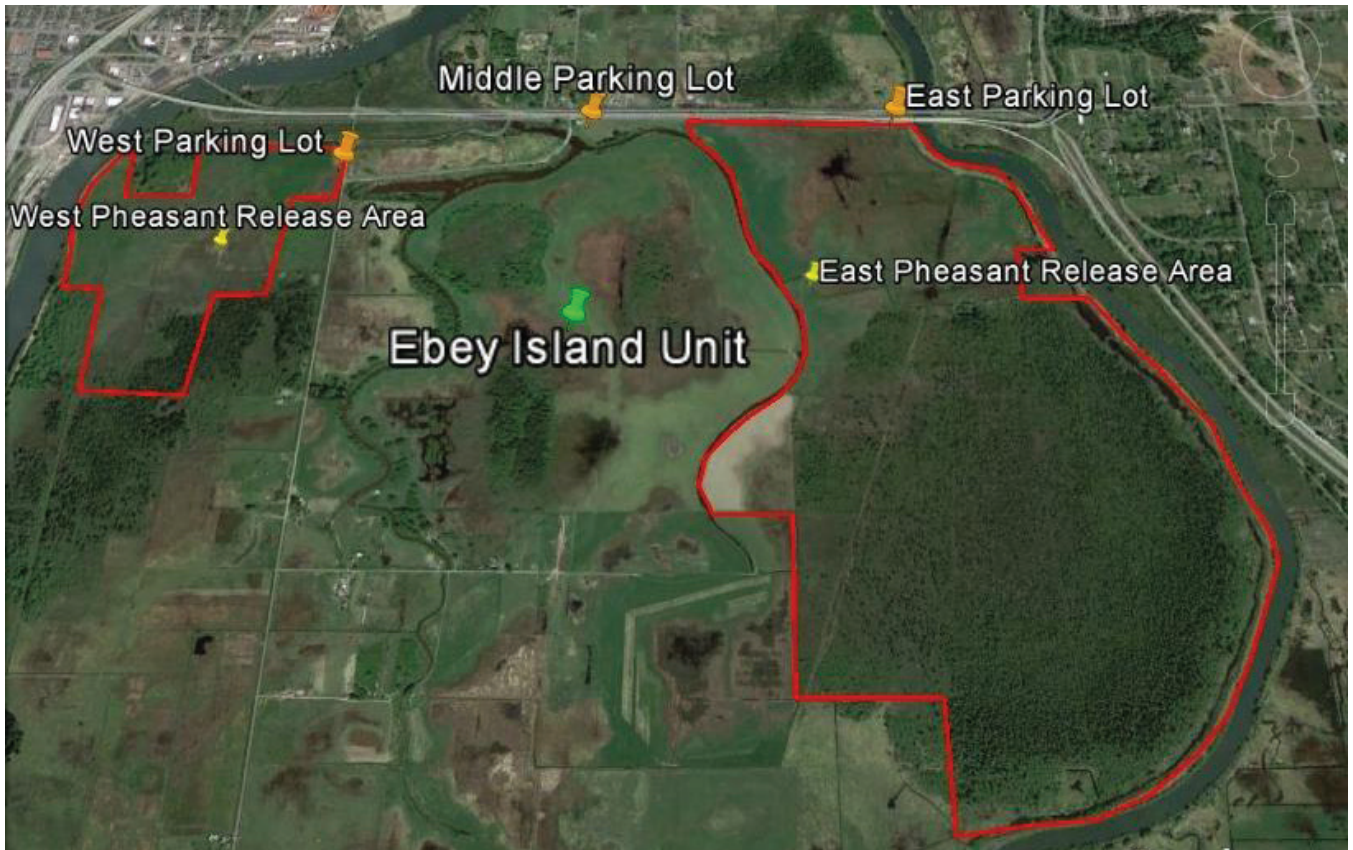 Middle Parking Lot
East Parking Lot
West Parking Lot
West Pheasant Release Area
East Pheasant Release Area
Ebey Island Unit